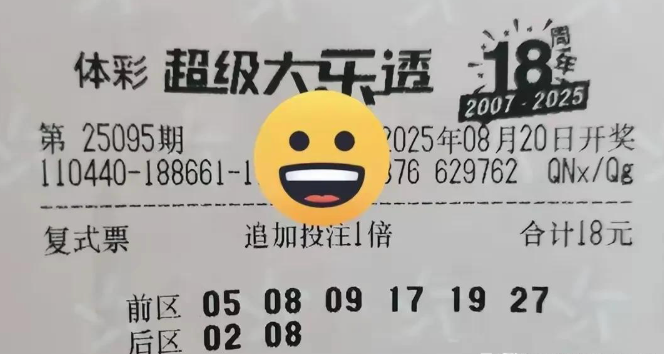 体彩 超级大乐透 18周年
2007-2025
第 25095期 2025年08月20日开奖
110440-188661-1 376 629762 QNx/Qg
复式票 追加投注1倍 合计18元
前区 05 08 09 17 19 27
后区 02 08